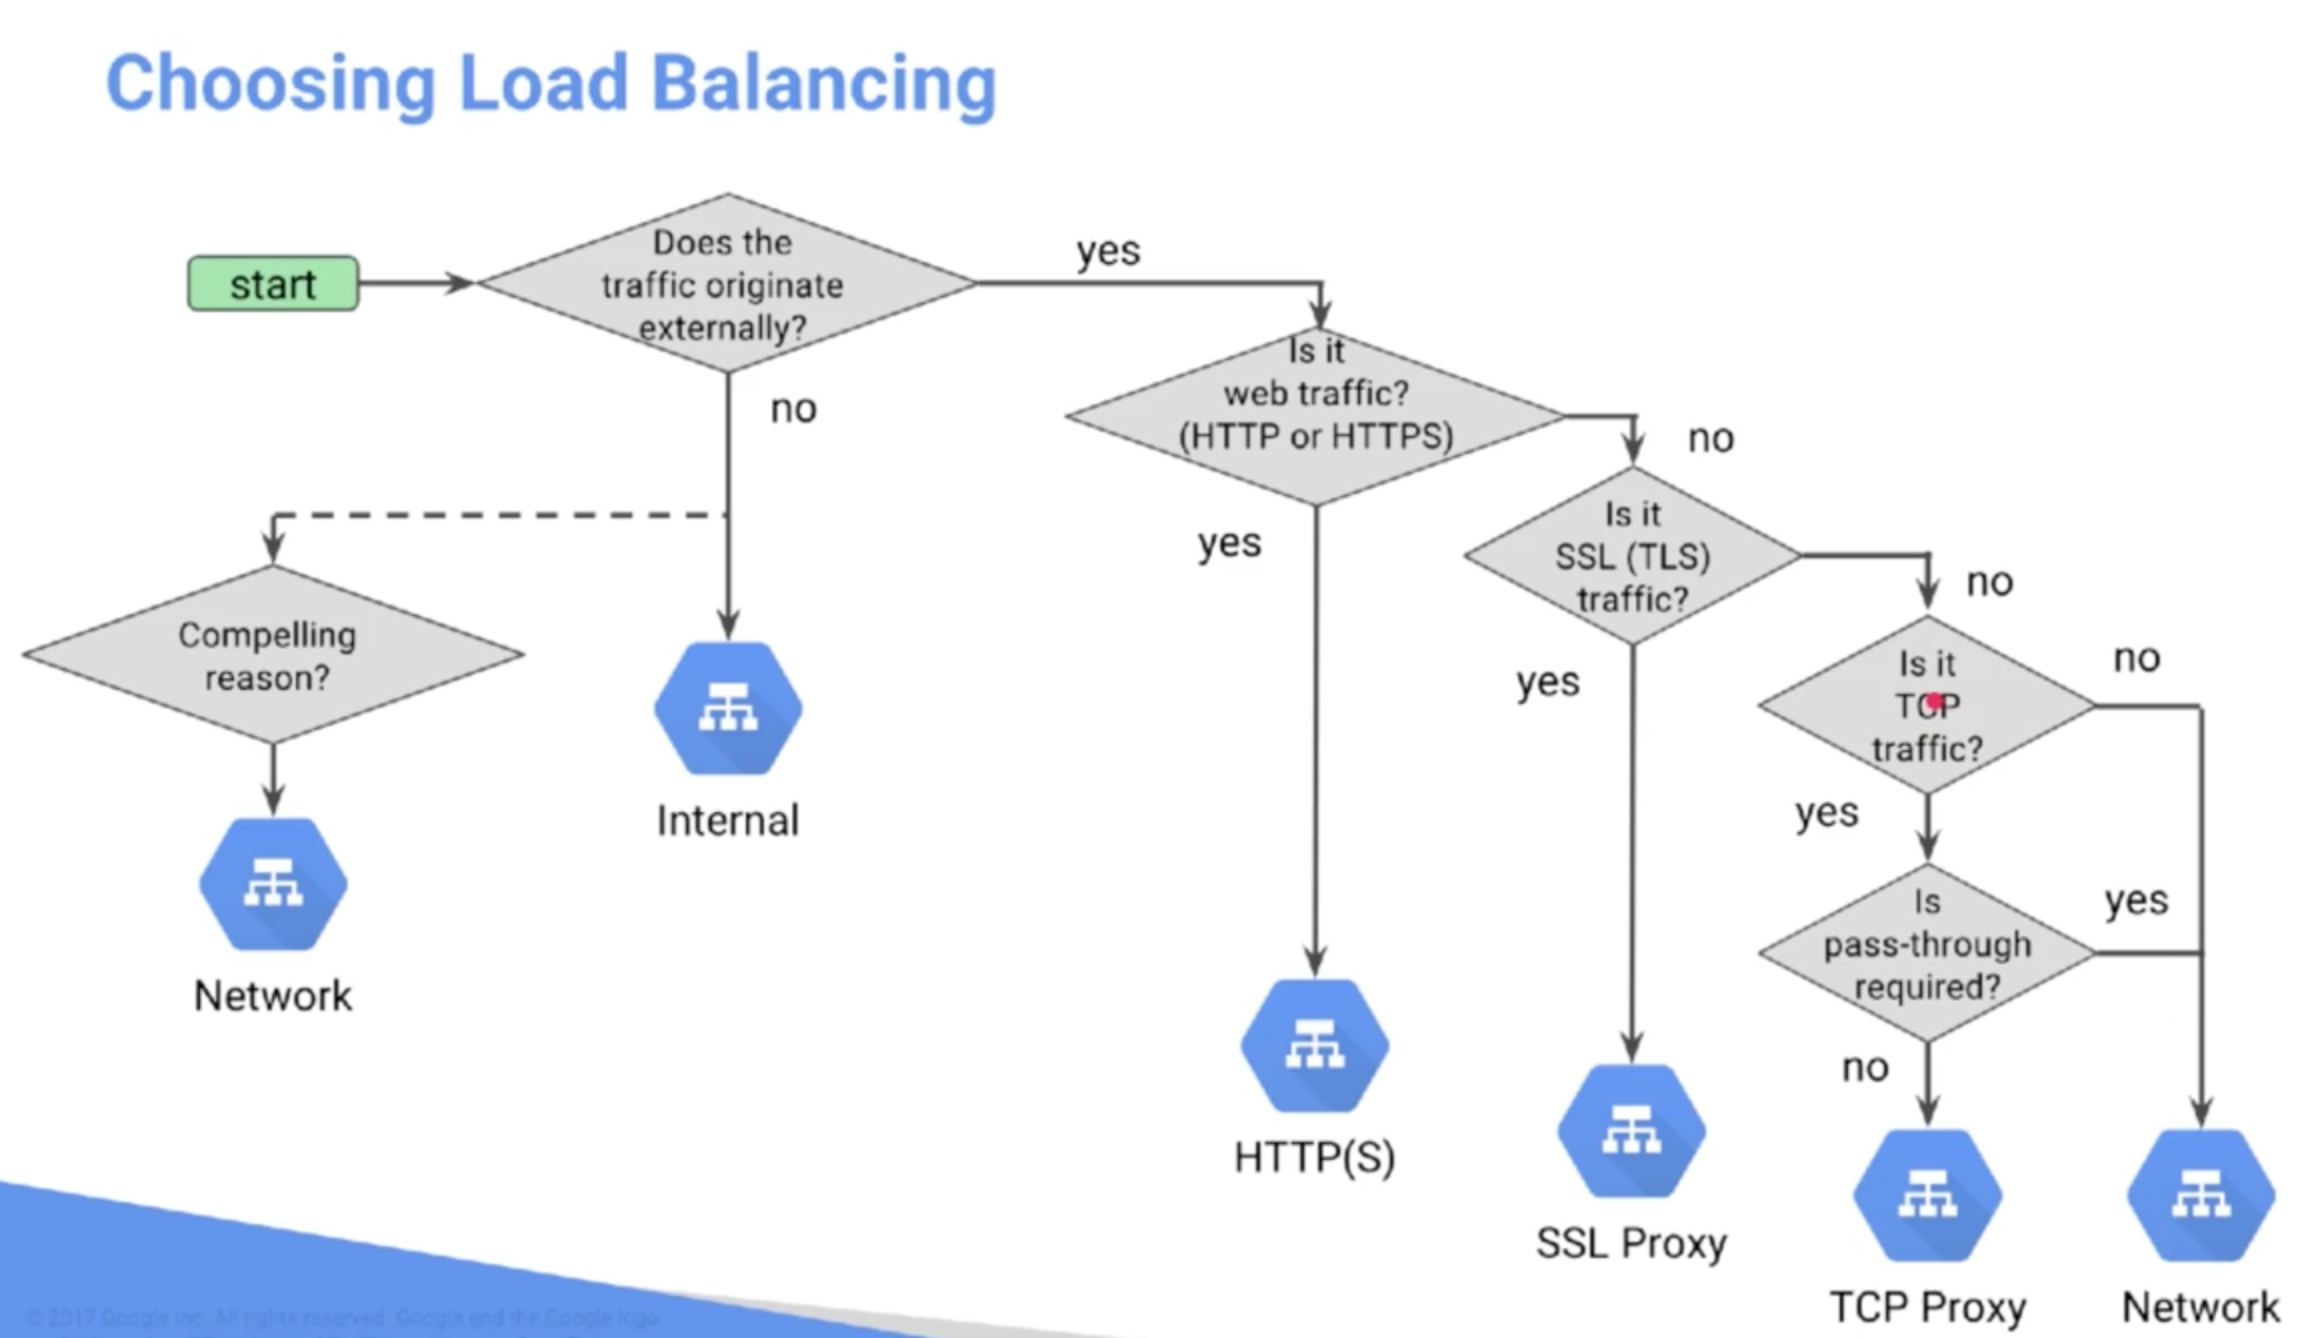 Choosing Load Balancing
start
Does the
traffic originate
externally?
yes
no
Is it
web traffic?
(HTTP or HTTPS)
no
yes
Is it
SSL (TLS)
traffic?
no
yes
Is it
TCP
traffic?
no
yes
Is
pass-through
required?
yes
no
Compelling
reason?
Network
Internal
HTTP(S)
SSL Proxy
TCP Proxy
Network
© 2017 Google Inc. All rights reserved. Google and the Google logo